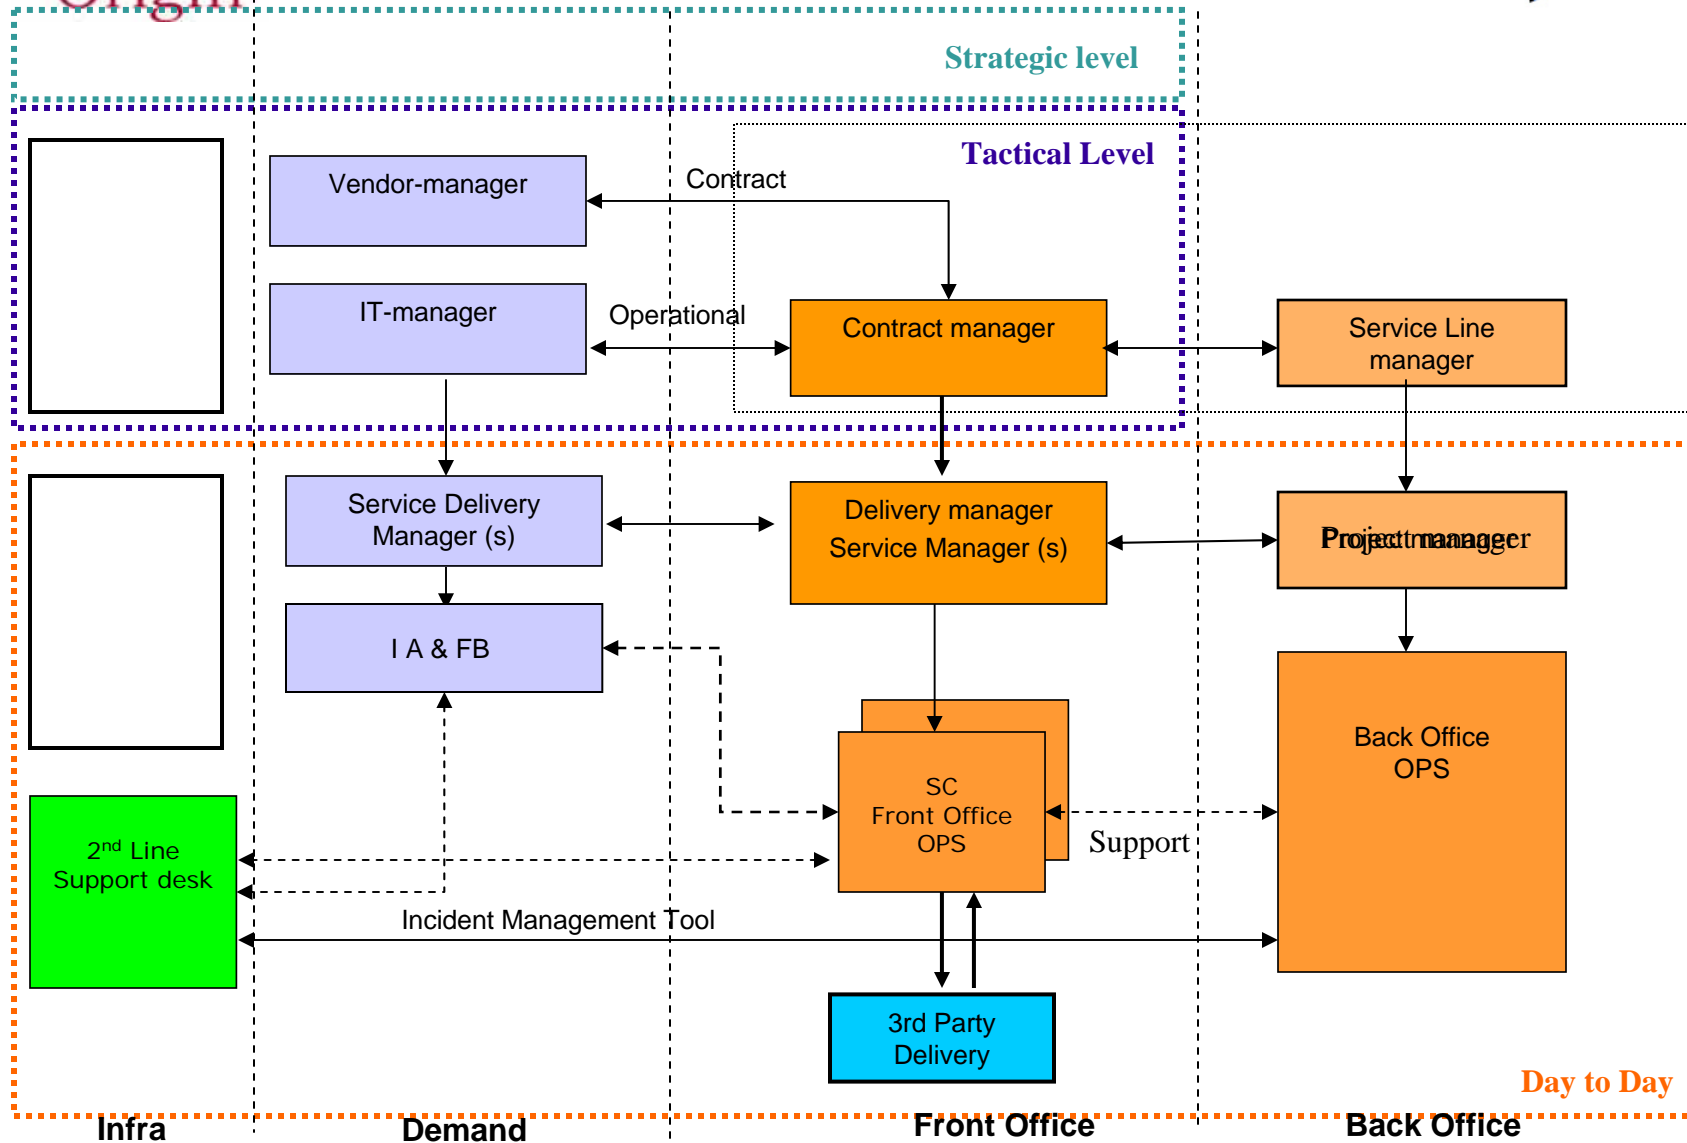 Origin
Strategic level
Tactical Level
Vendor-manager
Contract
IT-manager
Operational
Contract manager
Service Line
manager
Service Delivery
Manager (s)
Delivery manager
Service Manager (s)
Project manager
I A & FB
Back Office
OPS
SC
Front Office
OPS
Support
2nd Line
Support desk
Incident Management Tool
3rd Party
Delivery
Day to Day
Infra
Demand
Front Office
Back Office